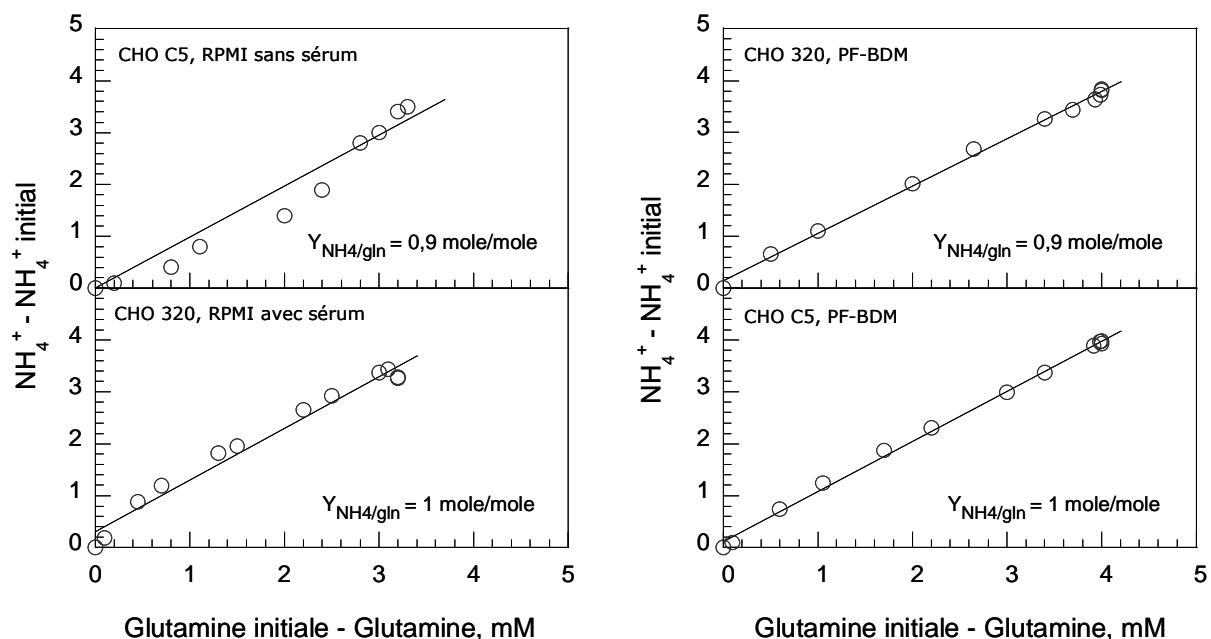 5
CHO C5, RPMI sans sérum
4
3
2
1
Y NH4/gln = 0,9 mole/mole
0
CHO 320, RPMI avec sérum
4
3
2
1
Y NH4/gln = 1 mole/mole
0
0 1 2 3 4 5
Glutamine initiale - Glutamine, mM
NH4+ - NH4+ initial
5
CHO 320, PF-BDM
4
3
2
1
Y NH4/gln = 0,9 mole/mole
0
CHO C5, PF-BDM
4
3
2
1
Y NH4/gln = 1 mole/mole
0
0 1 2 3 4 5
Glutamine initiale - Glutamine, mM
NH4+ - NH4+ initial